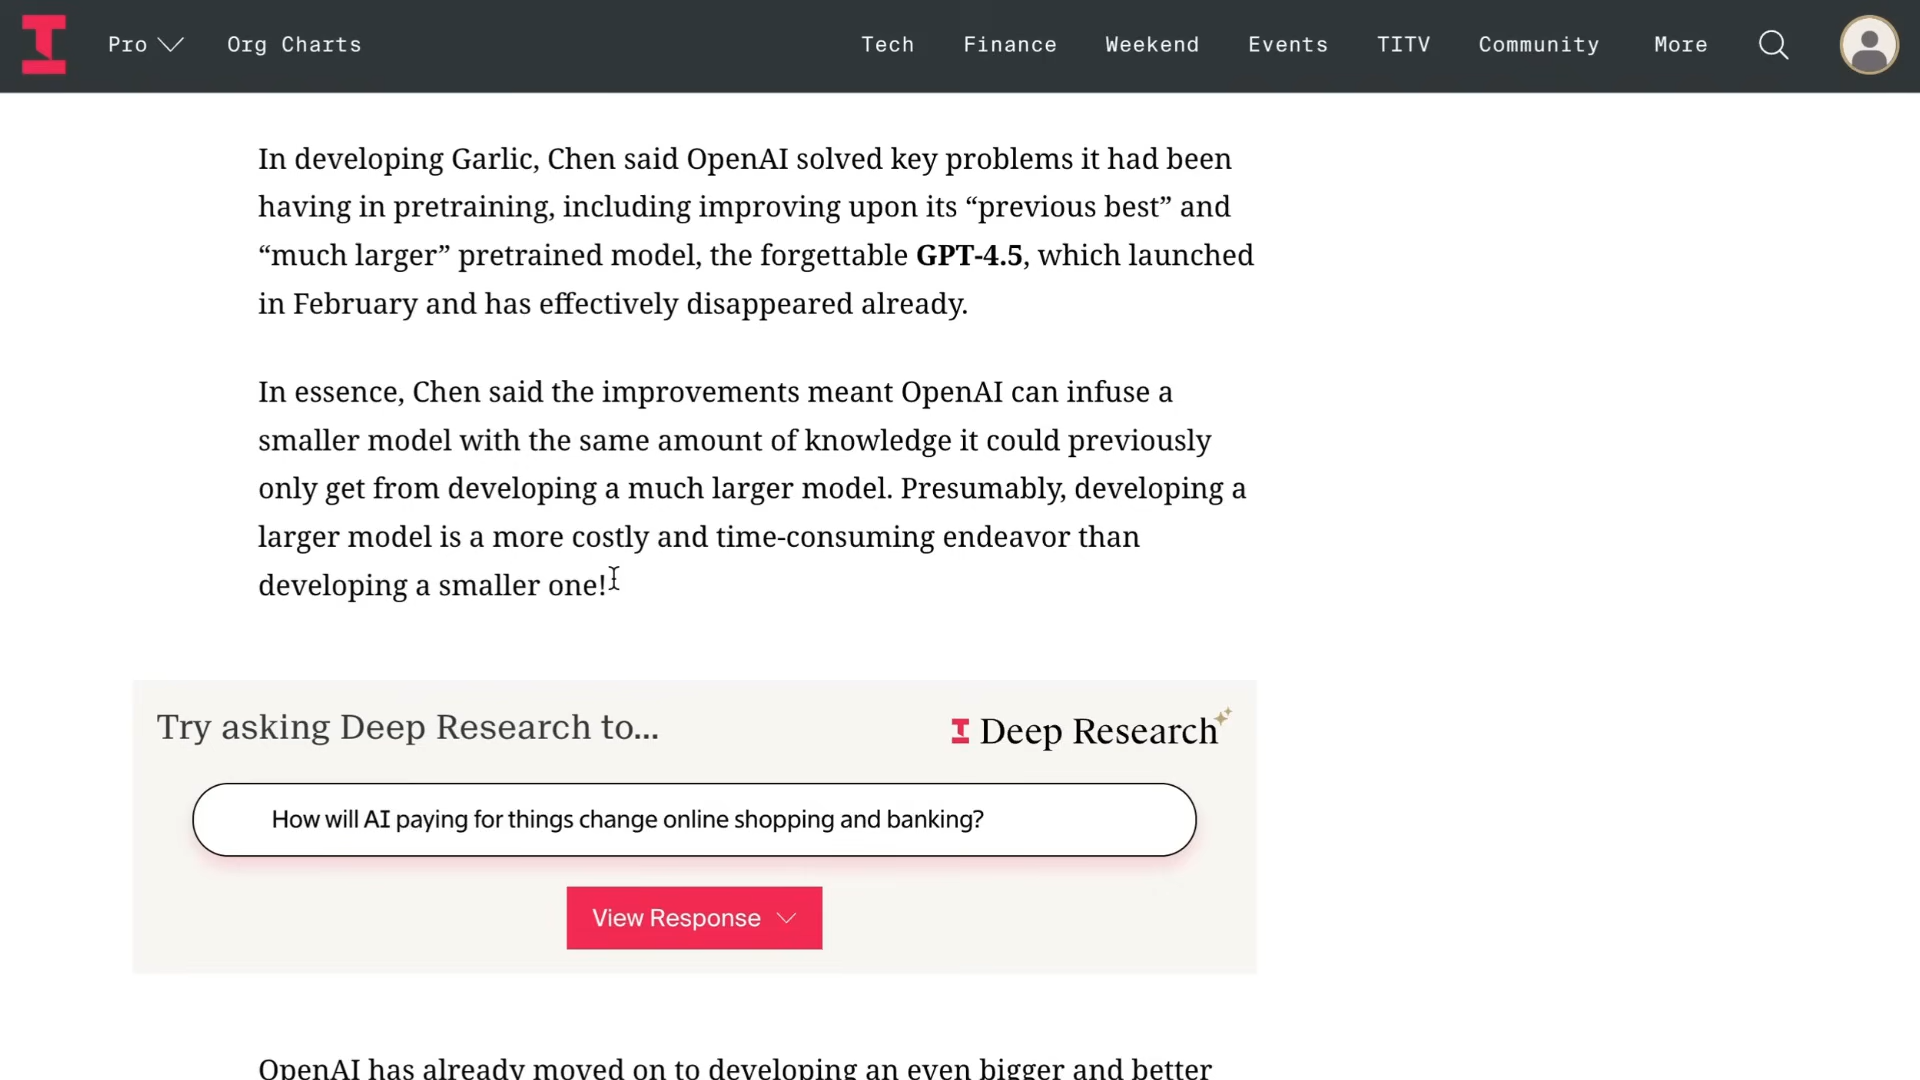 Pro
Org Charts
Tech
Finance
Weekend
Events
TITV
Community
More
In developing Garlic, Chen said OpenAI solved key problems it had been
having in pretraining, including improving upon its “previous best” and
“much larger” pretrained model, the forgettable GPT-4.5, which launched
in February and has effectively disappeared already.
In essence, Chen said the improvements meant OpenAI can infuse a
smaller model with the same amount of knowledge it could previously
only get from developing a much larger model. Presumably, developing a
larger model is a more costly and time-consuming endeavor than
developing a smaller one!
Try asking Deep Research to...
Deep Research
How will AI paying for things change online shopping and banking?
View Response
OpenAI has already moved on to developing an even bigger and better